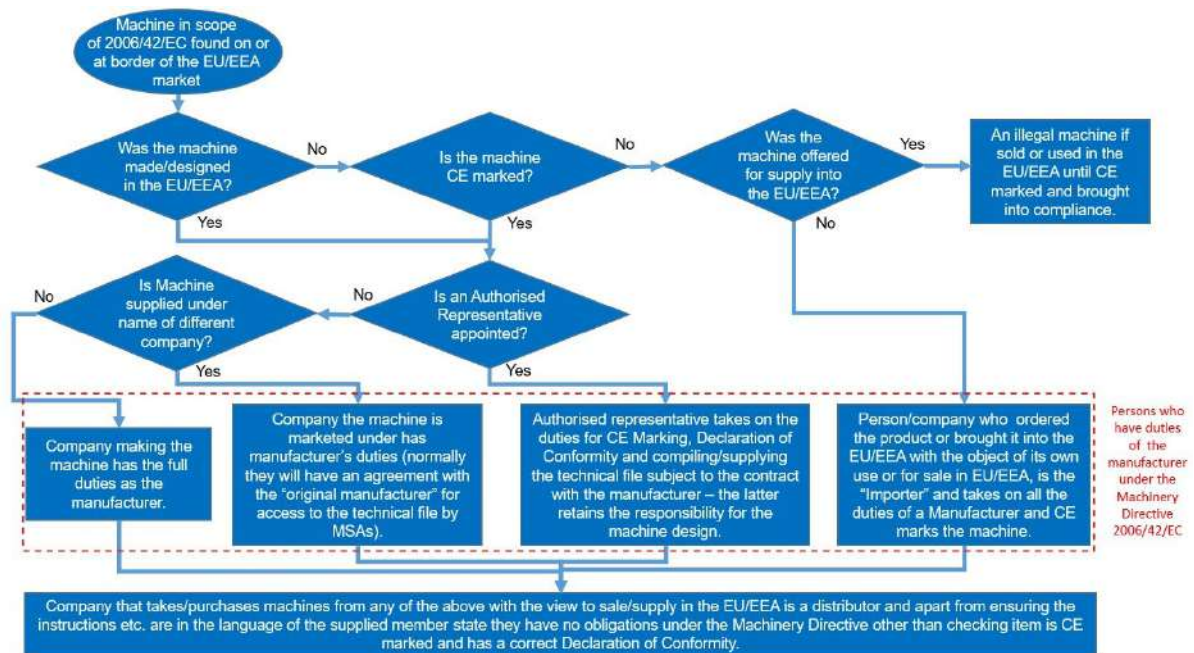 Machine in scope
of 2006/42/EC found on or
at border of the EU/EEA
market
Was the machine
made/designed
in the EU/EEA?
No
Yes
Is the machine
CE marked?
No
Yes
Was the
machine offered
for supply into
the EU/EEA?
Yes
No
An illegal machine if
sold or used in the
EU/EEA until CE
marked and brought
into compliance.
Is an Authorised
Representative
appointed?
No
Yes
Is Machine
supplied under
name of different
company?
No
Yes
Company making the
machine has the full
duties as the
manufacturer.
Company the machine is
marketed under has
manufacturer's duties (normally
they will have an agreement with
the “original manufacturer” for
access to the technical file by
MSAs).
Authorised representative takes on the
duties for CE Marking, Declaration of
Conformity and compiling/supplying
the technical file subject to the contract
with the manufacturer – the latter
retains the responsibility for the
machine design.
Person/company who ordered
the product or brought it into the
EU/EEA with the object of its own
use or for sale in EU/EEA, is the
“Importer” and takes on all the
duties of a Manufacturer and CE
marks the machine.
Persons who
have duties
of the
manufacturer
under the
Machinery
Directive
2006/42/EC
Company that takes/purchases machines from any of the above with the view to sale/supply in the EU/EEA is a distributor and apart from ensuring the
instructions etc. are in the language of the supplied member state they have no obligations under the Machinery Directive other than checking item is CE
marked and has a correct Declaration of Conformity.